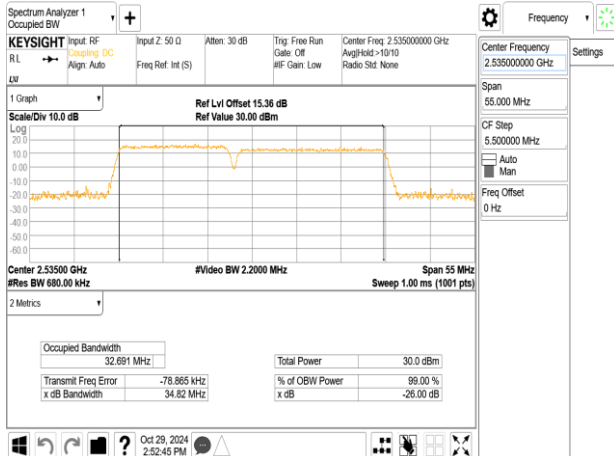 Spectrum Analyzer 1
Occupied BW
KEYSIGHT
R L
Input: RF
Coupling: DC
Align: Auto
Input Z: 50 Ω
Freq Ref: Int (S)
Atten: 30 dB
Trig: Free Run
Gate: Off
#IF Gain: Low
Center Freq: 2.535000000 GHz
Avg|Hold:>10/10
Radio Std: None
1 Graph
Scale/Div 10.0 dB
Ref Lvl Offset 15.36 dB
Ref Value 30.00 dBm
Log
20.0
10.0
0.00
-10.0
-20.0
-30.0
-40.0
-50.0
-60.0
Center 2.53500 GHz
#Res BW 680.00 kHz
#Video BW 2.2000 MHz
Span 55 MHz
Sweep 1.00 ms (1001 pts)
2 Metrics
Occupied Bandwidth
32.691 MHz
Transmit Freq Error -78.865 kHz
x dB Bandwidth 34.82 MHz
Total Power 30.0 dBm
% of OBW Power 99.00 %
x dB -26.00 dB
Oct 29, 2024
2:52:45 PM
Frequency
Center Frequency
2.535000000 GHz
Span
55.000 MHz
CF Step
5.500000 MHz
Auto
Man
Freq Offset
0 Hz
Settings